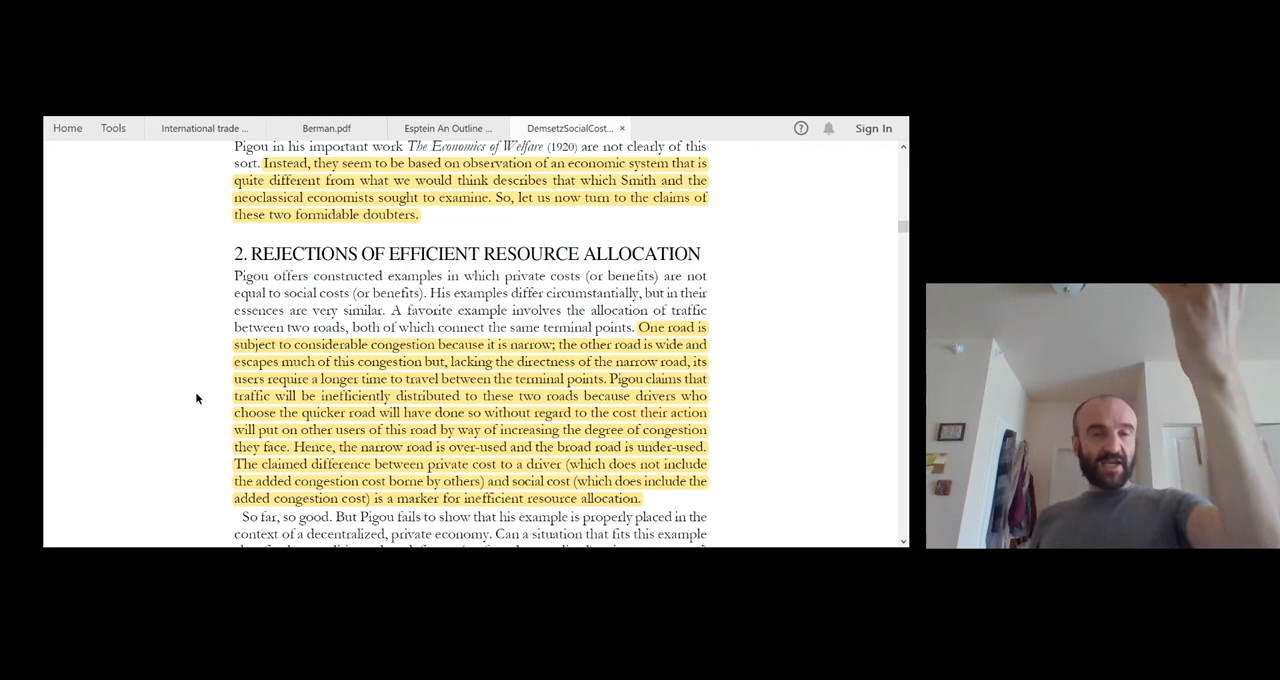 Home Tools International trade ... Berman.pdf Esptein An Outline ... DemsetzSocialCost... × Sign In
Pigou in his important work The Economics of Welfare (1920) are not clearly of this
sort. Instead, they seem to be based on observation of an economic system that is
quite different from what we would think describes that which Smith and the
neoclassical economists sought to examine. So, let us now turn to the claims of
these two formidable doubters.
2. REJECTIONS OF EFFICIENT RESOURCE ALLOCATION
Pigou offers constructed examples in which private costs (or benefits) are not
equal to social costs (or benefits). His examples differ circumstantially, but in their
essences are very similar. A favorite example involves the allocation of traffic
between two roads, both of which connect the same terminal points. One road is
subject to considerable congestion because it is narrow; the other road is wide and
escapes much of this congestion but, lacking the directness of the narrow road, its
users require a longer time to travel between the terminal points. Pigou claims that
traffic will be inefficiently distributed to these two roads because drivers who
choose the quicker road will have done so without regard to the cost their action
will put on other users of this road by way of increasing the degree of congestion
they face. Hence, the narrow road is over-used and the broad road is under-used.
The claimed difference between private cost to a driver (which does not include
the added congestion cost borne by others) and social cost (which does include the
added congestion cost) is a marker for inefficient resource allocation.
So far, so good. But Pigou fails to show that his example is properly placed in the
context of a decentralized, private economy. Can a situation that fits this example